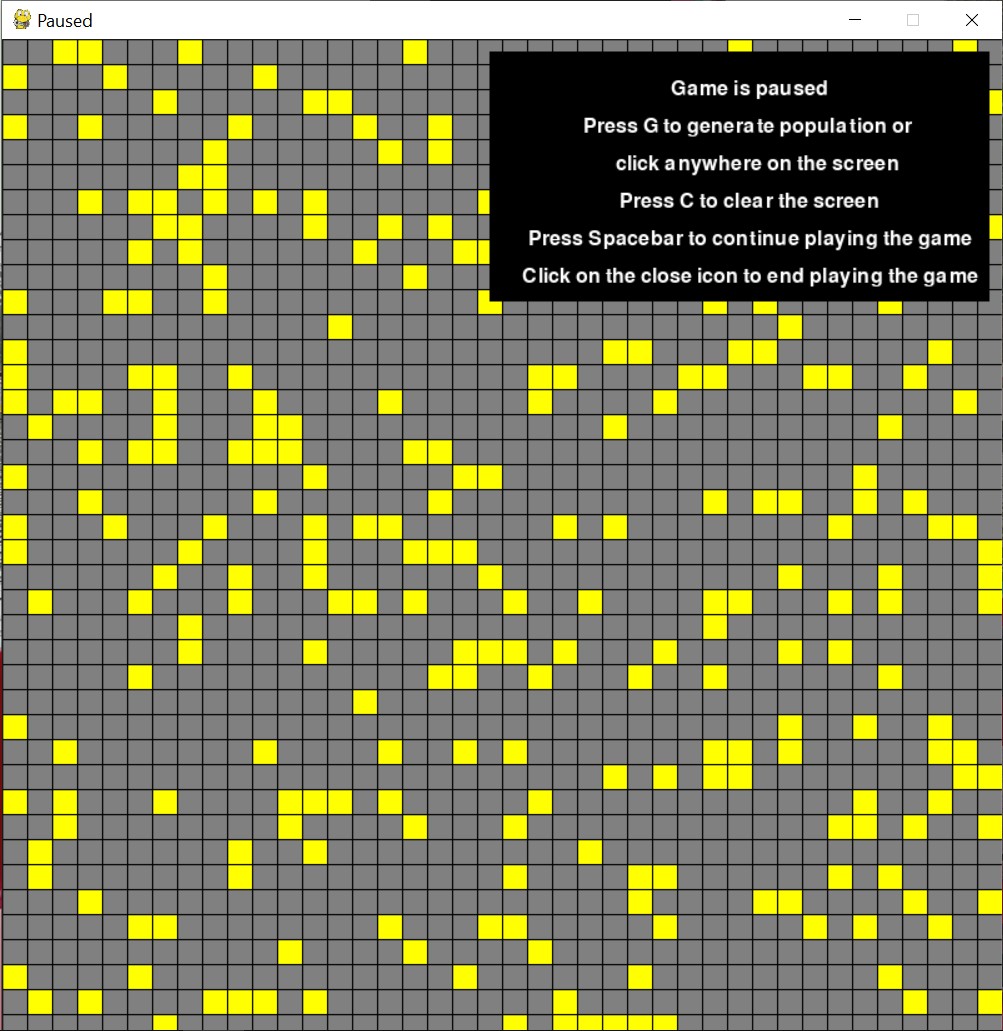 Paused
Game is paused
Press G to generate population or
click anywhere on the screen
Press C to clear the screen
Press Spacebar to continue playing the game
Click on the close icon to end playing the game